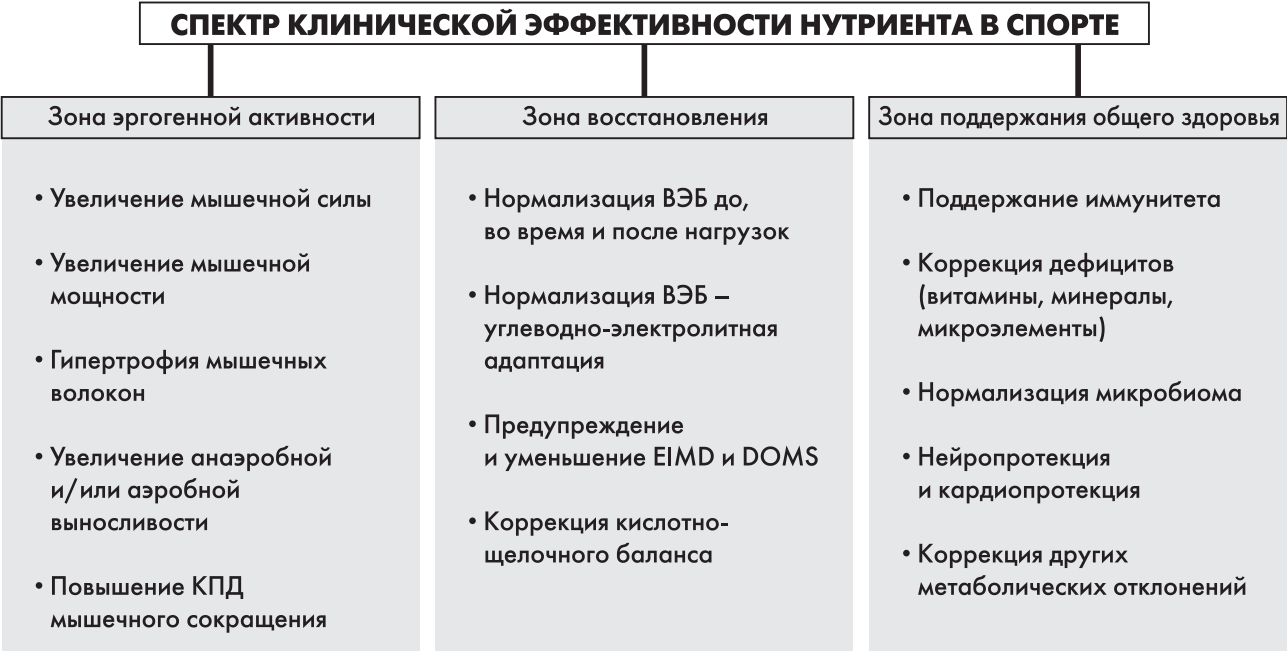 СПЕКТР КЛИНИЧЕСКОЙ ЭФФЕКТИВНОСТИ НУТРИЕНТА В СПОРТЕ
Зона эргогенной активности
• Увеличение мышечной силы
• Увеличение мышечной
мощности
• Гипертрофия мышечных
волокон
• Увеличение анаэробной
и/или аэробной
выносливости
• Повышение КПД
мышечного сокращения
Зона восстановления
• Нормализация ВЭБ до,
во время и после нагрузок
• Нормализация ВЭБ –
углеводно-электролитная
адаптация
• Предупреждение
и уменьшение EIMD и DOMS
• Коррекция кислотно-
щелочного баланса
Зона поддержания общего здоровья
• Поддержание иммунитета
• Коррекция дефицитов
(витамины, минералы,
микроэлементы)
• Нормализация микробиома
• Нейропротекция
и кардиопротекция
• Коррекция других
метаболических отклонений